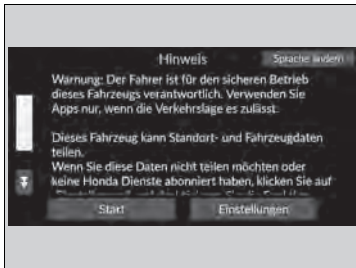 Hinweis
Sprache ändern
Warnung: Der Fahrer ist für den sicheren Betrieb
dieses Fahrzeugs verantwortlich. Verwenden Sie
Apps nur, wenn die Verkehrslage es zulässt.
Dieses Fahrzeug kann Standort- und Fahrzeugdaten
teilen.
Wenn Sie diese Daten nicht teilen möchten oder
keine Honda Dienste abonniert haben, klicken Sie auf
Start
Einstellungen